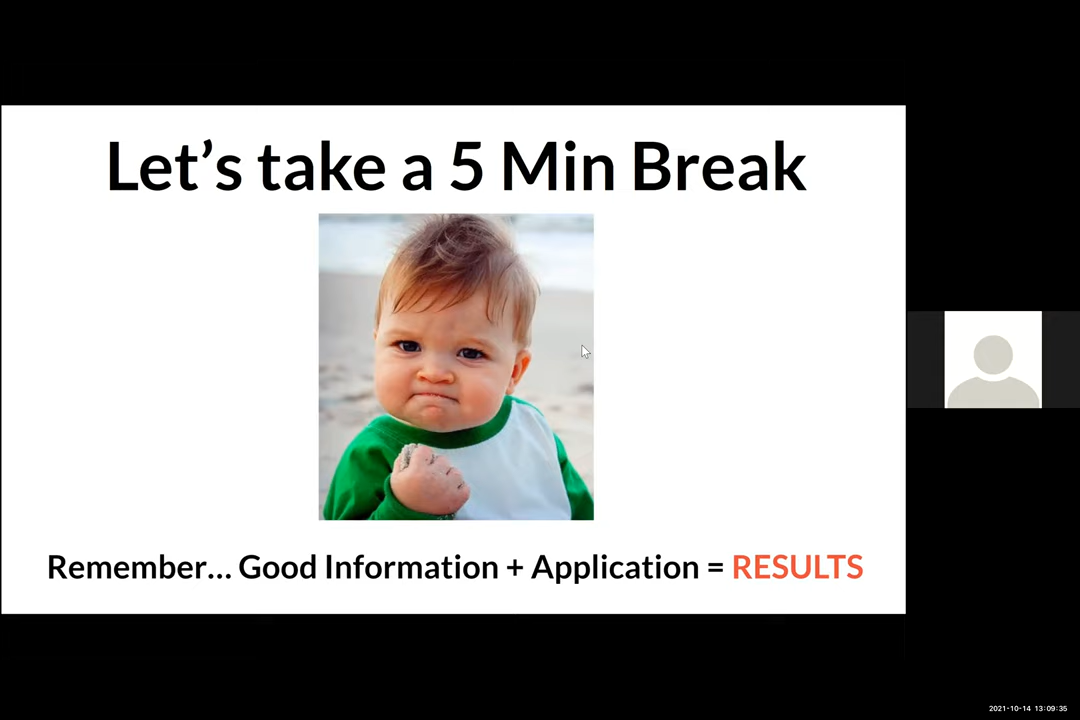 Let’s take a 5 Min Break
Remember... Good Information + Application = RESULTS
2021-10-14 13:09:35